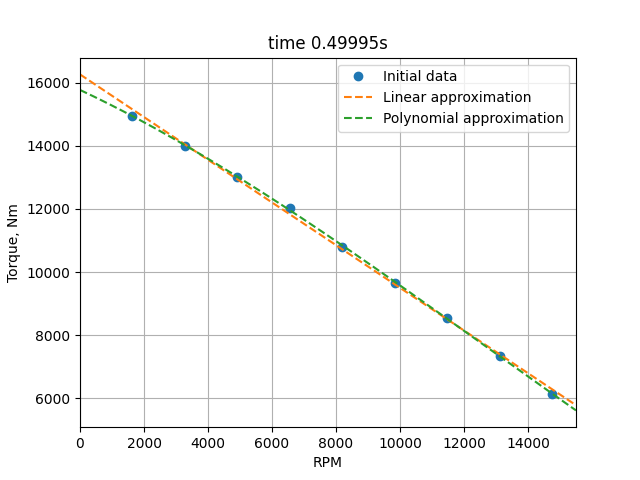 time 0.49995s
Initial data
Linear approximation
Polynomial approximation
Torque, Nm
16000
14000
12000
10000
8000
6000
0 2000 4000 6000 8000 10000 12000 14000
RPM